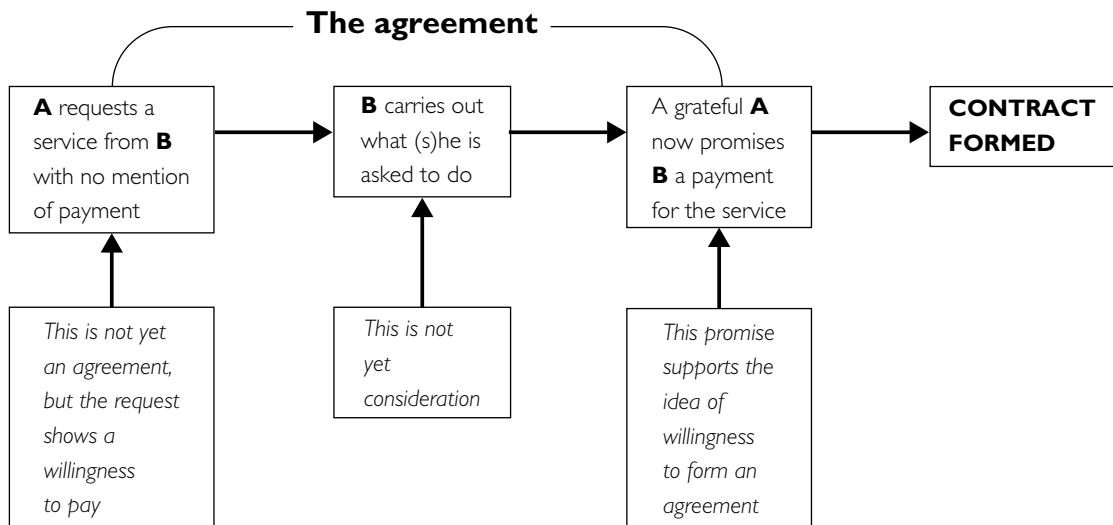 The agreement
A requests a
service from B
with no mention
of payment
B carries out
what (s)he is
asked to do
A grateful A
now promises
B a payment
for the service
CONTRACT
FORMED
This is not yet
an agreement,
but the request
shows a
willingness
to pay
This is not
yet
consideration
This promise
supports the
idea of
willingness
to form an
agreement